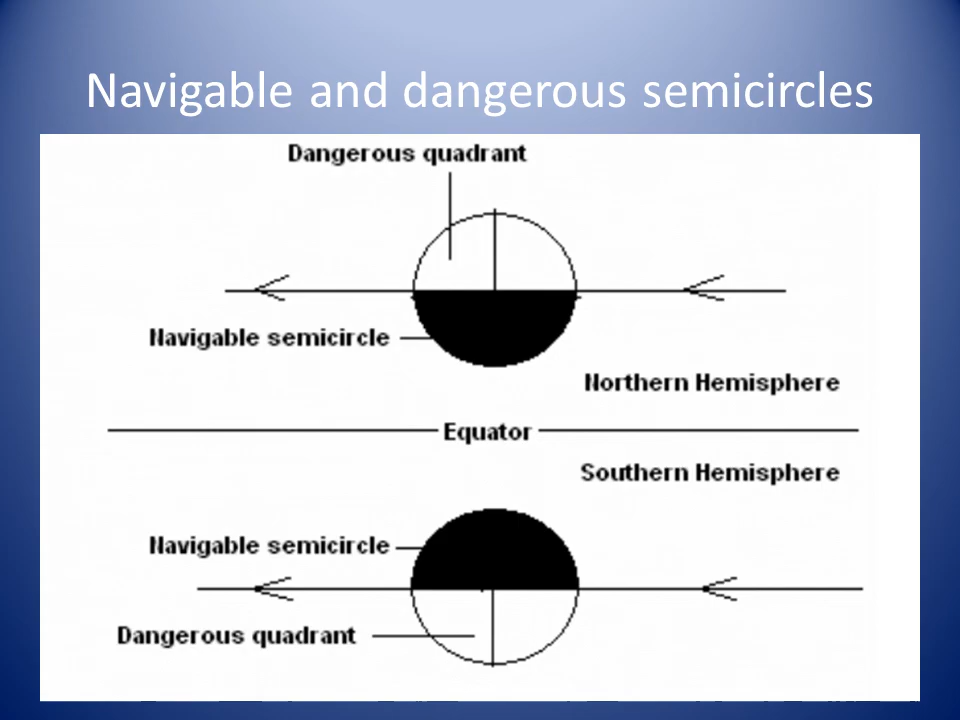 Navigable and dangerous semicircles
Dangerous quadrant
Navigable semicircle
Northern Hemisphere
Equator
Southern Hemisphere
Navigable semicircle
Dangerous quadrant